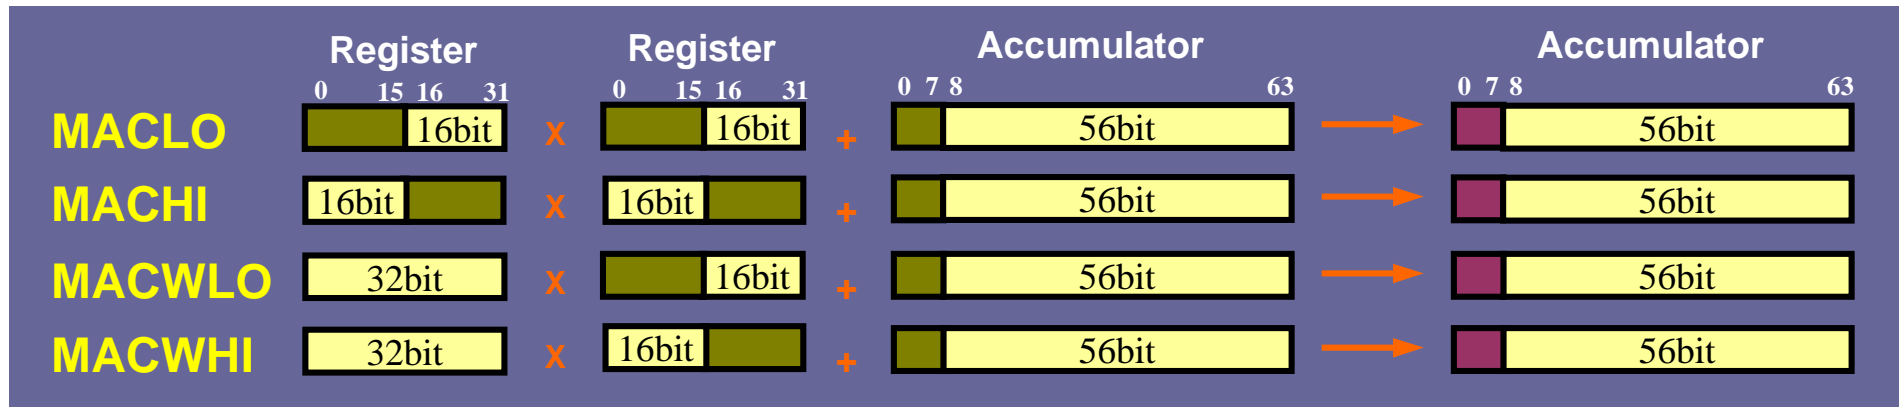 Register Register Accumulator Accumulator
0 15 16 31 0 15 16 31 0 7 8 63 0 7 8 63
MACLO 16bit x 16bit + 56bit 56bit
MACHI 16bit x 16bit + 56bit 56bit
MACWLO 32bit x 16bit + 56bit 56bit
MACWHI 32bit x 16bit + 56bit 56bit